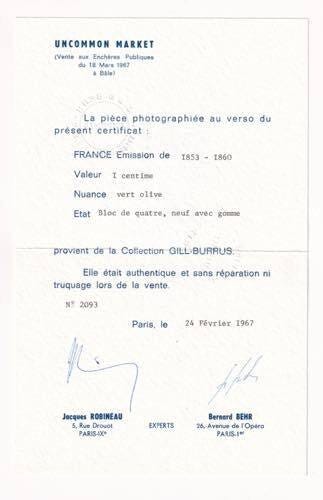 UNCOMMON MARKET
(Vente aux Enchères Publiques
du 18 Mars 1967
à Bâle)
La pièce photographiée au verso du
présent certificat :
FRANCE Emission de 1853 - 1860
Valeur I centime
Nuance vert olive
Etat Bloc de quatre, neuf avec gomme
provient de la Collection GILL-BURRUS.
Elle était authentique et sans réparation ni
truquage lors de la vente.
N° 2093
Paris, le 24 Février 1967
Jacques ROBINEAU
5, Rue Drouot
PARIS-IXe
EXPERTS
Bernard BEHR
26, Avenue de l'Opéra
PARIS-1er